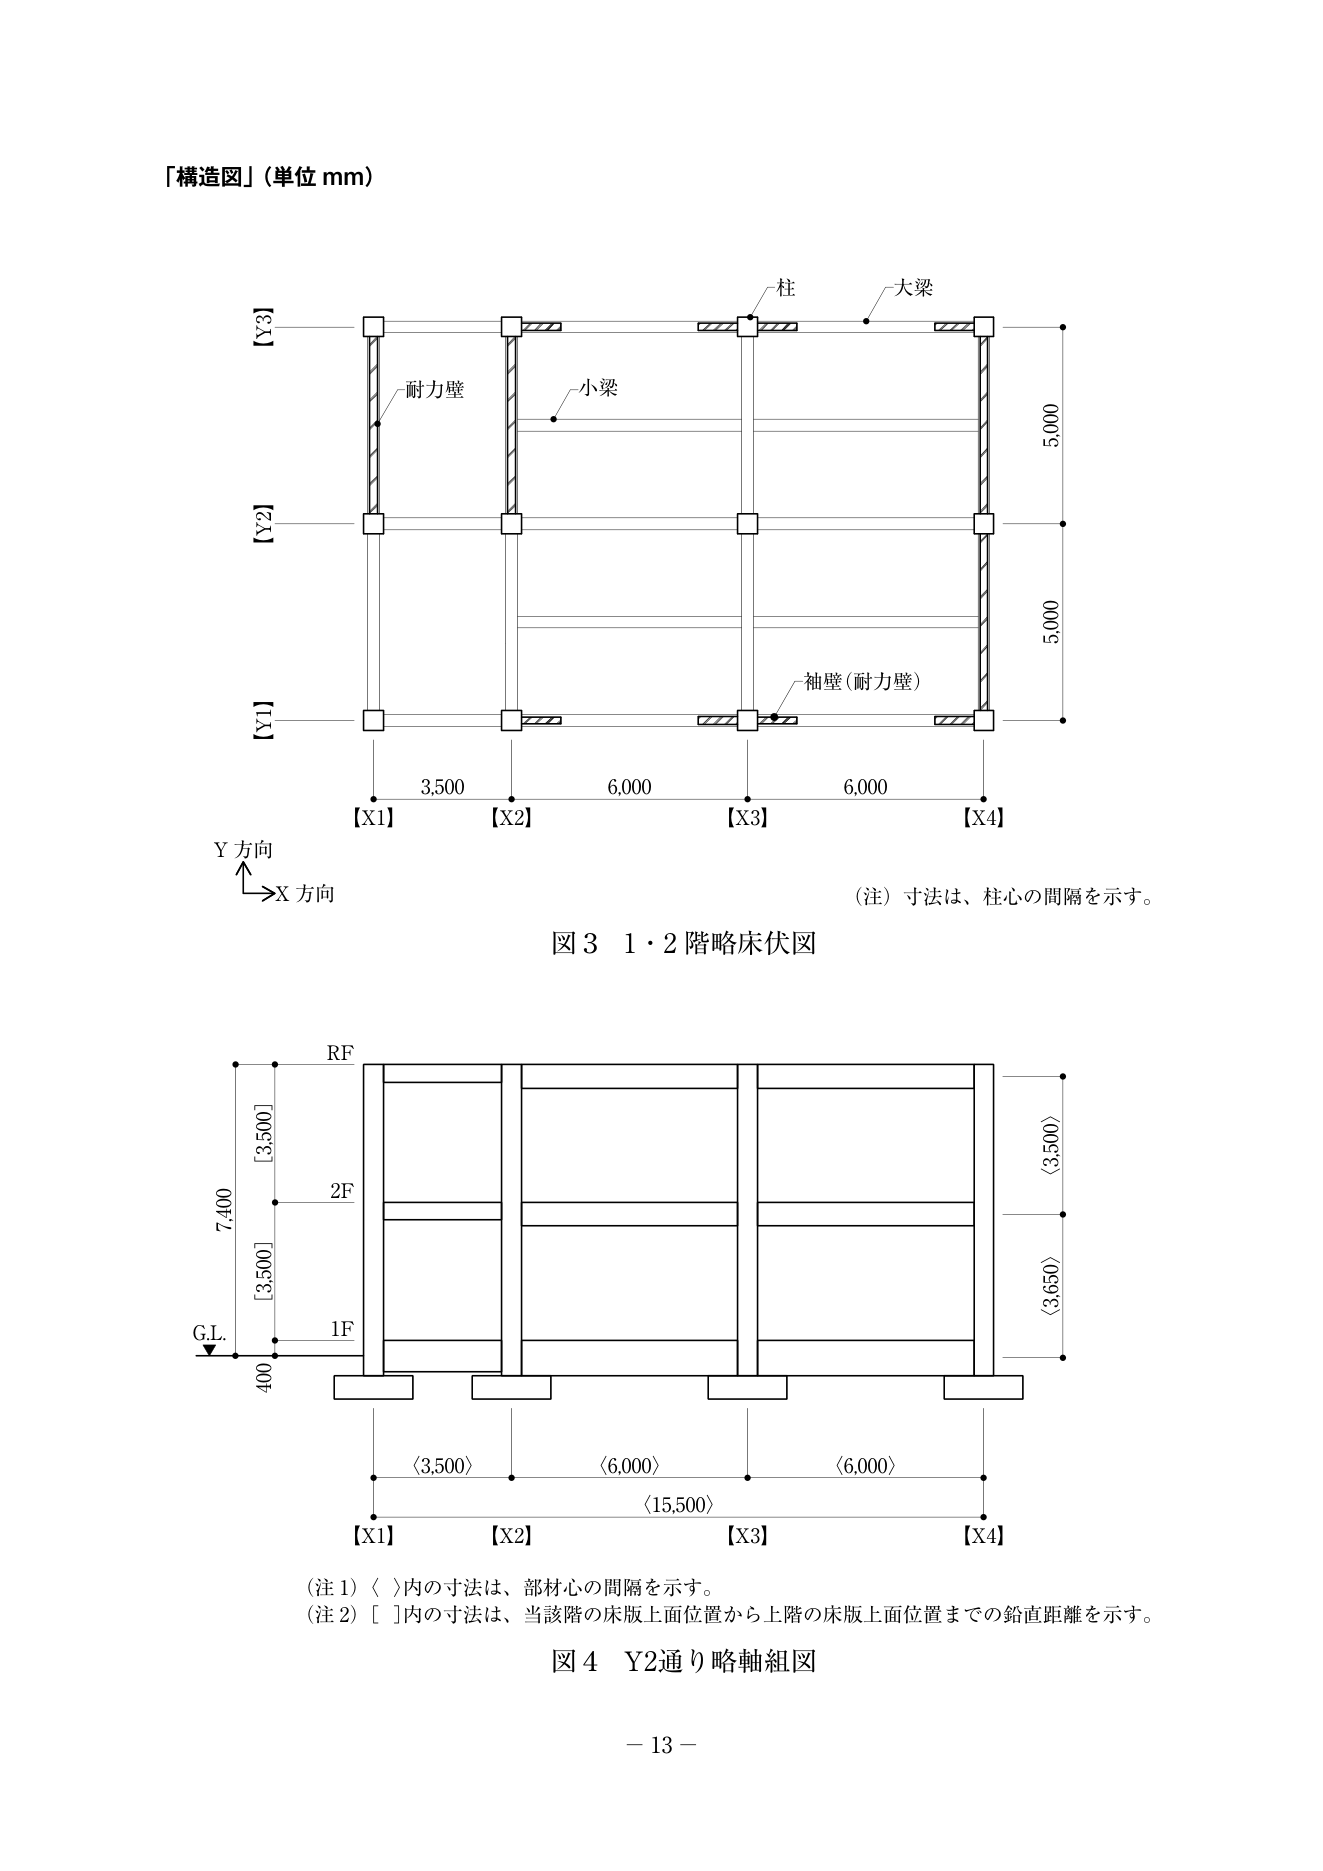 「構造図」（単位 mm）
柱
大梁
【Y3】
耐力壁
小梁
5,000
【Y2】
5,000
袖壁（耐力壁）
【Y1】
3,500
6,000
6,000
【X1】
【X2】
【X3】
【X4】
Y 方向
X 方向
（注）寸法は、柱心の間隔を示す。
図３　1・2 階略床伏図
RF
［3,500］
〈3,500〉
2F
7,400
［3,500］
〈3,650〉
1F
G.L.
400
〈3,500〉
〈6,000〉
〈6,000〉
〈15,500〉
【X1】
【X2】
【X3】
【X4】
（注 1）〈　〉内の寸法は、部材心の間隔を示す。
（注 2）［　］内の寸法は、当該階の床版上面位置から上階の床版上面位置までの鉛直距離を示す。
図４　Y2通り略軸組図
― 13 ―